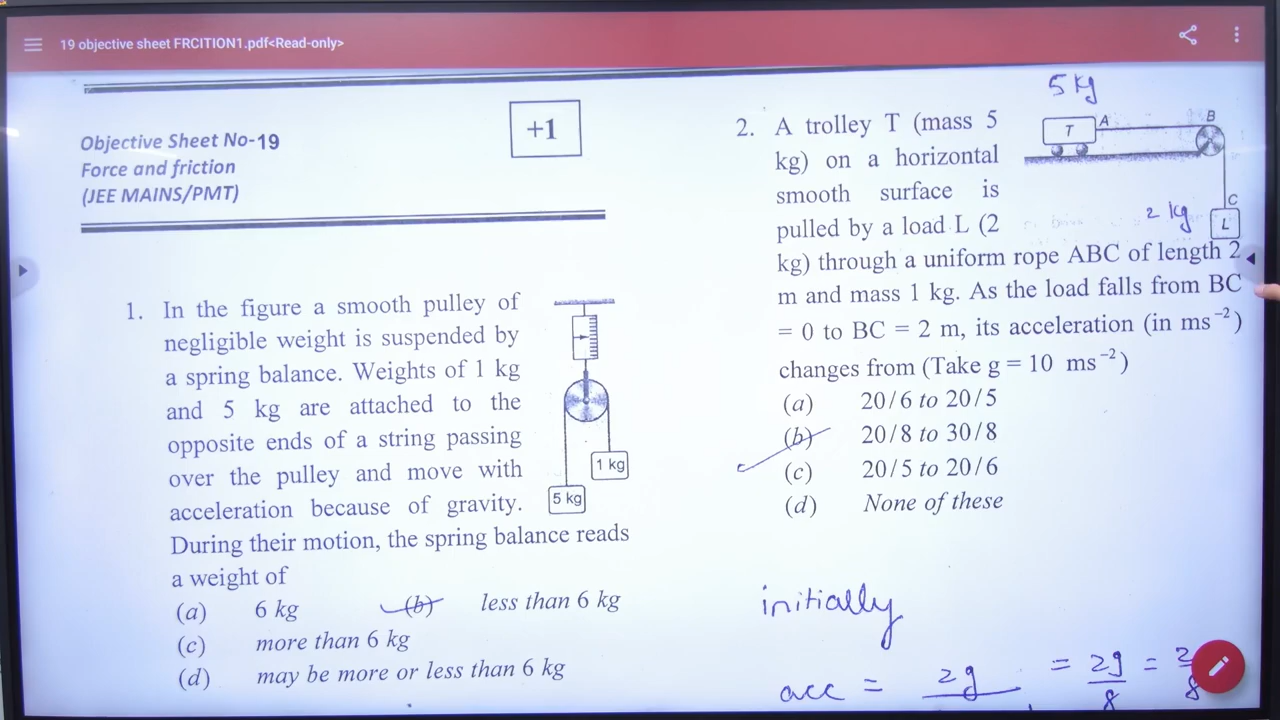 19 objective sheet FRCITION1.pdf<Read-only>
Objective Sheet No-19
Force and friction
(JEE MAINS/PMT)
+1
1. In the figure a smooth pulley of
negligible weight is suspended by
a spring balance. Weights of 1 kg
and 5 kg are attached to the
opposite ends of a string passing
over the pulley and move with
acceleration because of gravity.
During their motion, the spring balance reads
a weight of
(a) 6 kg (b) less than 6 kg
(c) more than 6 kg
(d) may be more or less than 6 kg
1 kg
5 kg
2. A trolley T (mass 5
kg) on a horizontal
smooth surface is
pulled by a load L (2
kg) through a uniform rope ABC of length 2
m and mass 1 kg. As the load falls from BC
= 0 to BC = 2 m, its acceleration (in ms⁻²)
changes from (Take g = 10 ms⁻²)
(a) 20/6 to 20/5
(b) 20/8 to 30/8
(c) 20/5 to 20/6
(d) None of these
5 kg
T A B
C
2 kg L
initially
acc = 2g = 2g/8 =